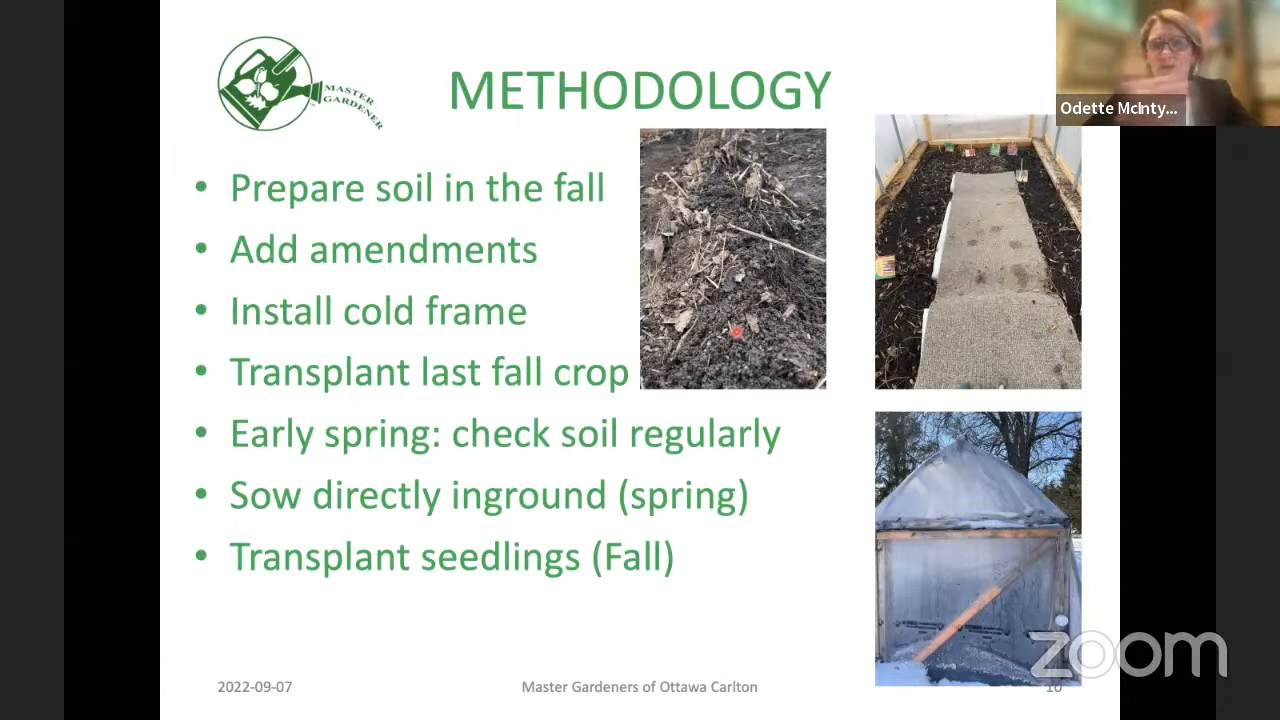 MASTER
GARDENER
METHODOLOGY
Odette McInty...
• Prepare soil in the fall
• Add amendments
• Install cold frame
• Transplant last fall crop
• Early spring: check soil regularly
• Sow directly inground (spring)
• Transplant seedlings (Fall)
zoom
2022-09-07
Master Gardeners of Ottawa Carlton
10